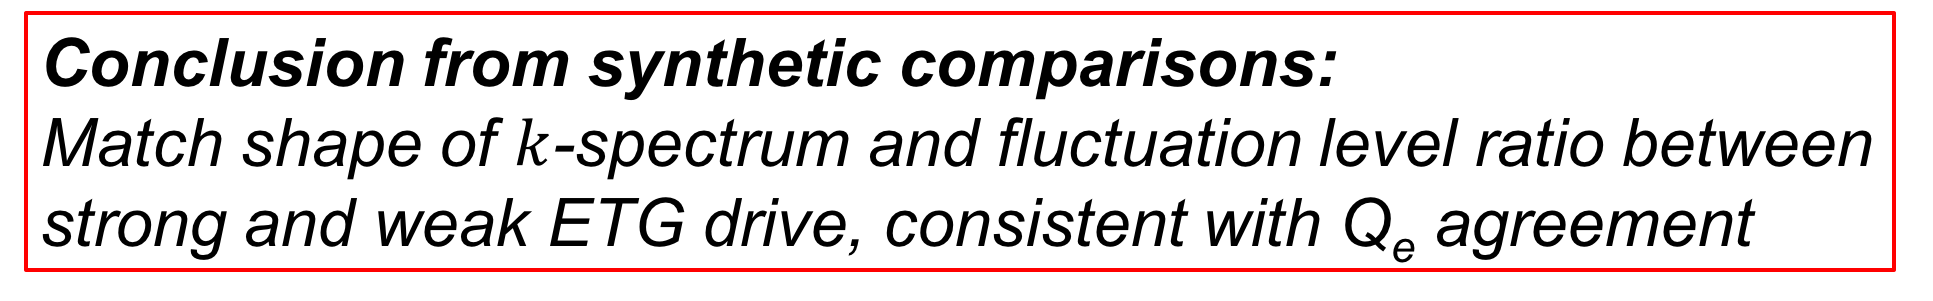 Conclusion from synthetic comparisons:
Match shape of k-spectrum and fluctuation level ratio between
strong and weak ETG drive, consistent with Qe agreement